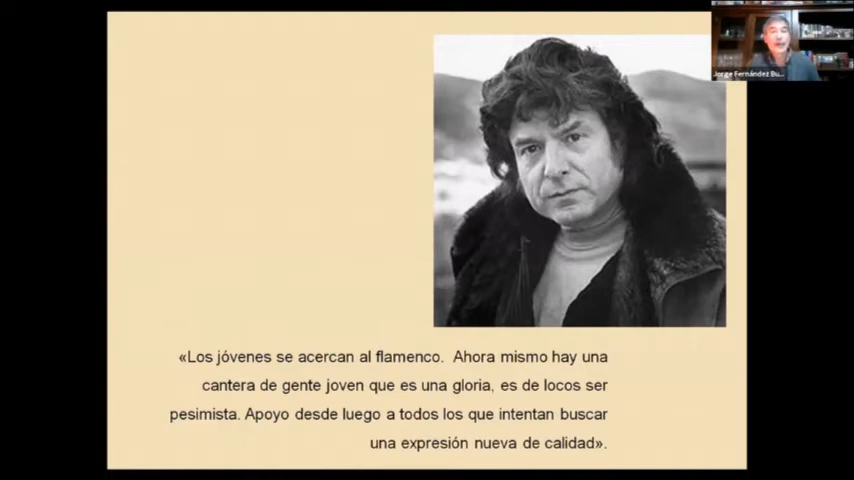 Jorge Fernández Bu...
«Los jóvenes se acercan al flamenco. Ahora mismo hay una
cantera de gente joven que es una gloria, es de locos ser
pesimista. Apoyo desde luego a todos los que intentan buscar
una expresión nueva de calidad».